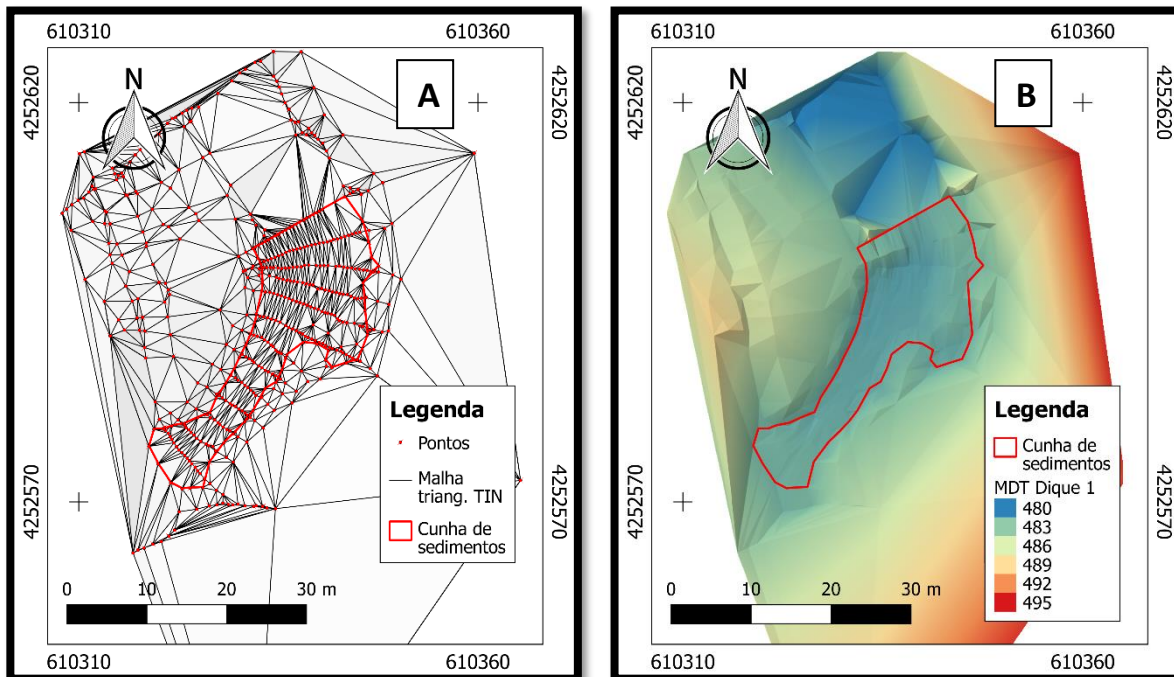 610310 610360
A
N
4252620 4252620
Legenda
Pontos
Malha
triang. TIN
Cunha de
sedimentos
4252570 4252570
0 10 20 30 m
610310 610360
610310 610360
B
N
4252620 4252620
Legenda
Cunha de
sedimentos
MDT Dique 1
480
483
486
489
492
495
4252570 4252570
0 10 20 30 m
610310 610360